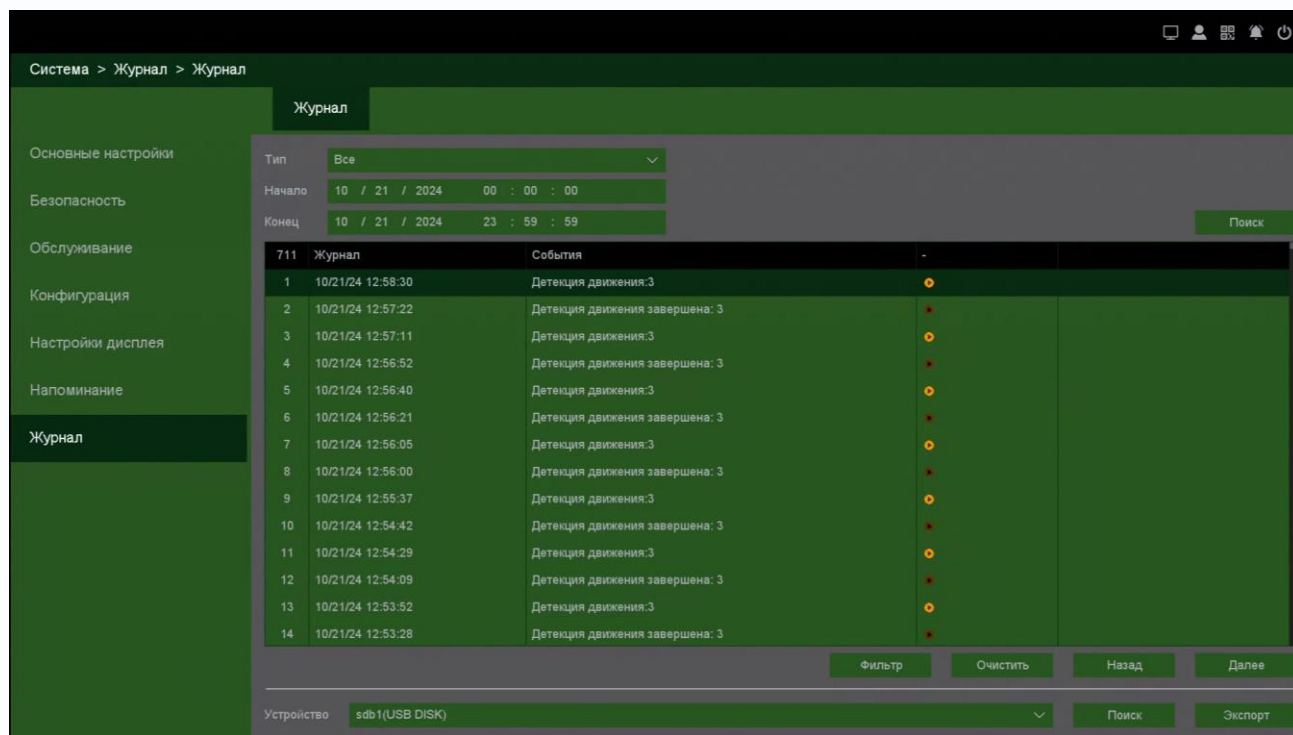 Система > Журнал > Журнал
Журнал
Основные настройки
Безопасность
Обслуживание
Конфигурация
Настройки дисплея
Напоминание
Журнал
Тип Все
Начало 10 / 21 / 2024 00 : 00 : 00
Конец 10 / 21 / 2024 23 : 59 : 59 Поиск
711 Журнал События -
1 10/21/24 12:58:30 Детекция движения:3
2 10/21/24 12:57:22 Детекция движения завершена: 3
3 10/21/24 12:57:11 Детекция движения:3
4 10/21/24 12:56:52 Детекция движения завершена: 3
5 10/21/24 12:56:40 Детекция движения:3
6 10/21/24 12:56:21 Детекция движения завершена: 3
7 10/21/24 12:56:05 Детекция движения:3
8 10/21/24 12:56:00 Детекция движения завершена: 3
9 10/21/24 12:55:37 Детекция движения:3
10 10/21/24 12:54:42 Детекция движения завершена: 3
11 10/21/24 12:54:29 Детекция движения:3
12 10/21/24 12:54:09 Детекция движения завершена: 3
13 10/21/24 12:53:52 Детекция движения:3
14 10/21/24 12:53:28 Детекция движения завершена: 3
Фильтр Очистить Назад Далее
Устройство sdb1(USB DISK) Поиск Экспорт